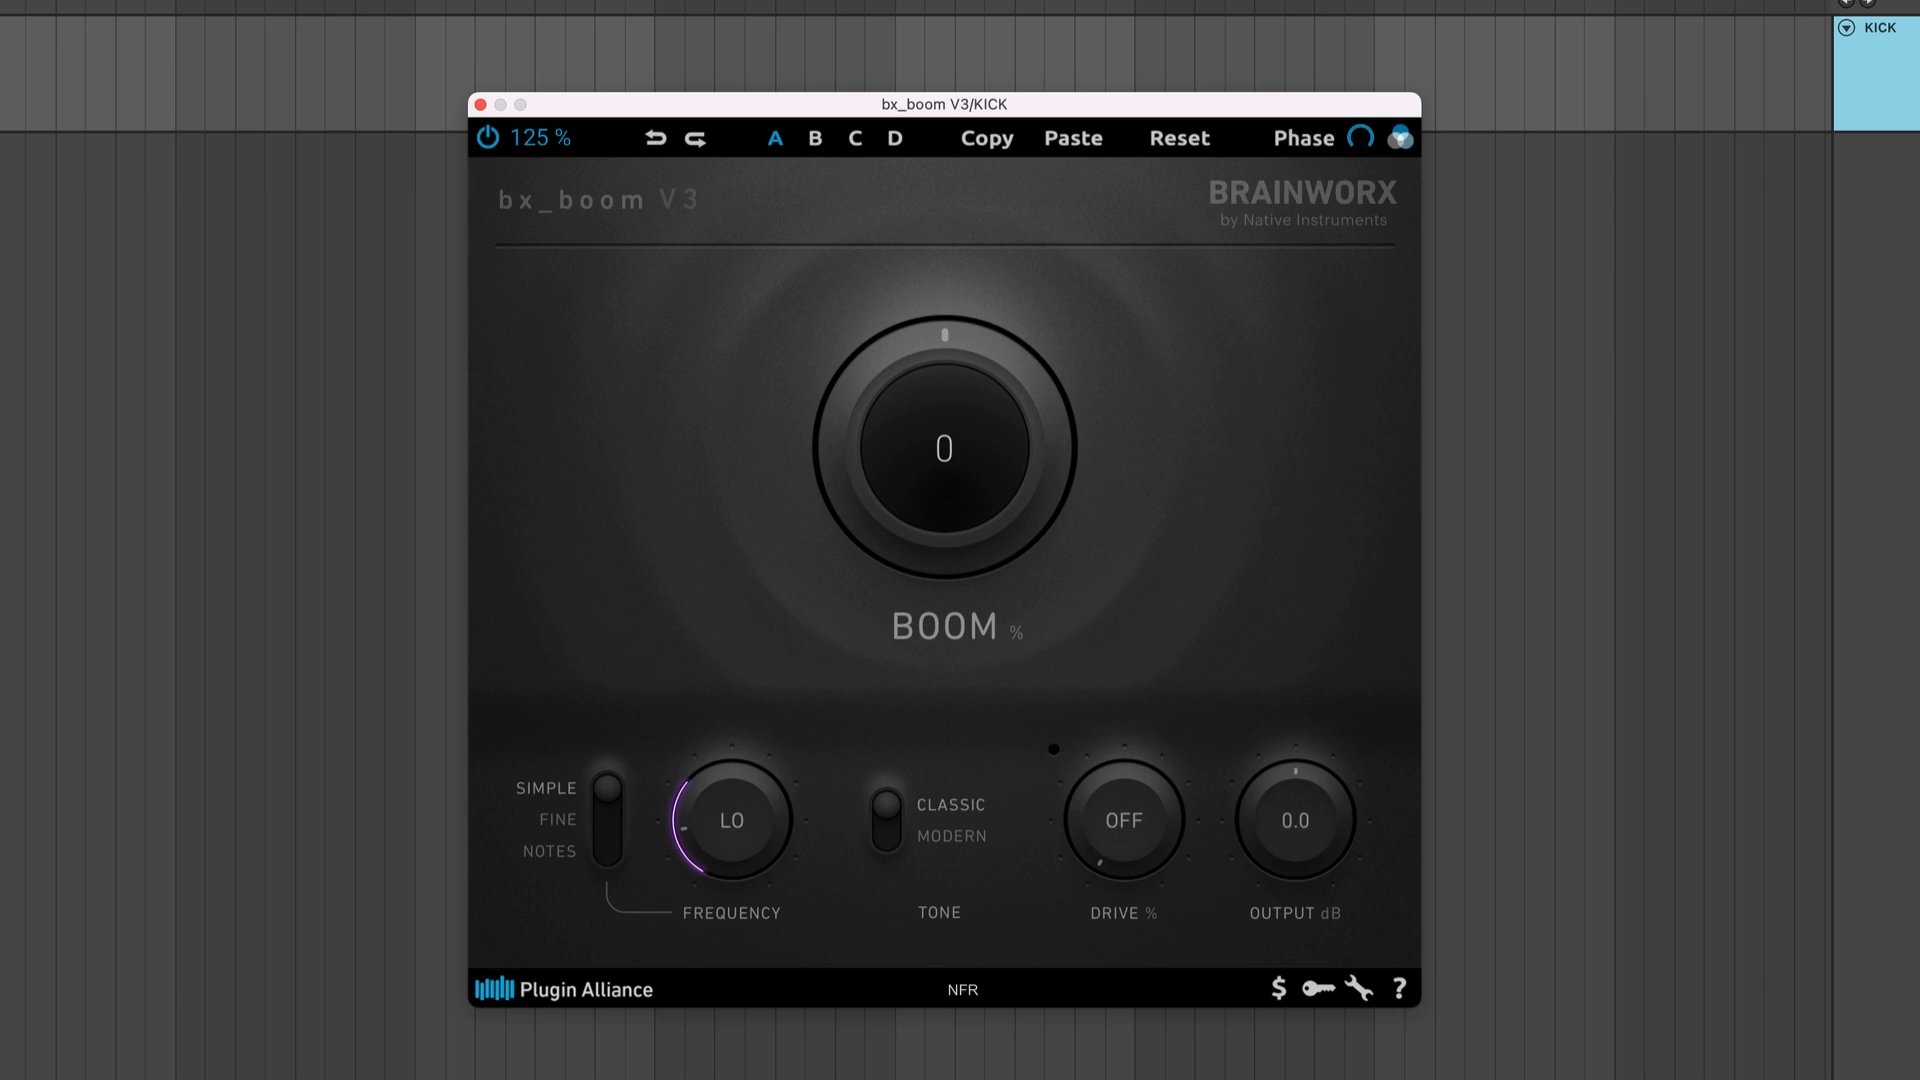 KICK
bx_boom V3/KICK
125 % A B C D Copy Paste Reset Phase
bx_boom V3
BRAINWORX
by Native Instruments
0
BOOM %
SIMPLE
FINE
NOTES
LO
FREQUENCY
CLASSIC
MODERN
TONE
OFF
DRIVE %
0.0
OUTPUT dB
Plugin Alliance NFR $ ?